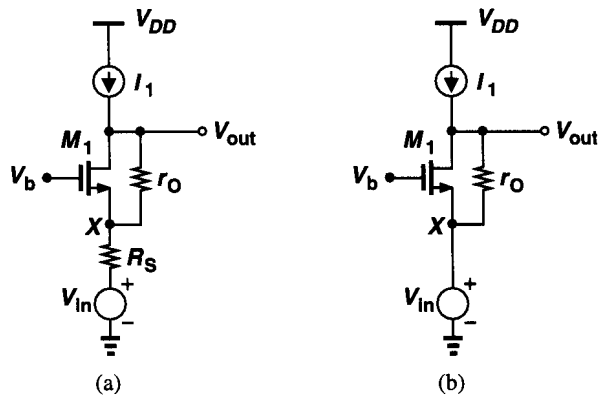 V_DD
I_1
M_1
V_out
V_b
r_O
X
R_S
V_in
+
−
(a)
V_DD
I_1
M_1
V_out
V_b
r_O
X
V_in
+
−
(b)